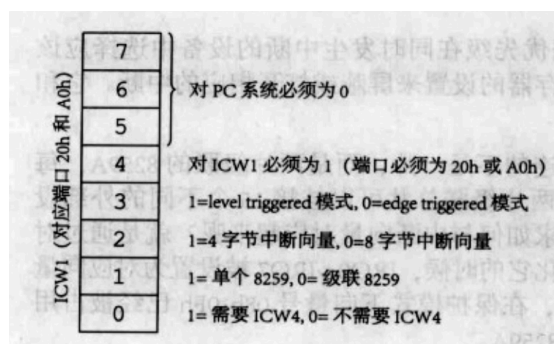 ICW1 (对应端口 20h 和 A0h)
7
6
5
对 PC 系统必须为 0
4
对 ICW1 必须为 1 (端口必须为 20h 或 A0h)
3
1=level triggered 模式, 0=edge triggered 模式
2
1=4 字节中断向量, 0=8 字节中断向量
1
1= 单个 8259, 0= 级联 8259
0
1= 需要 ICW4, 0= 不需要 ICW4